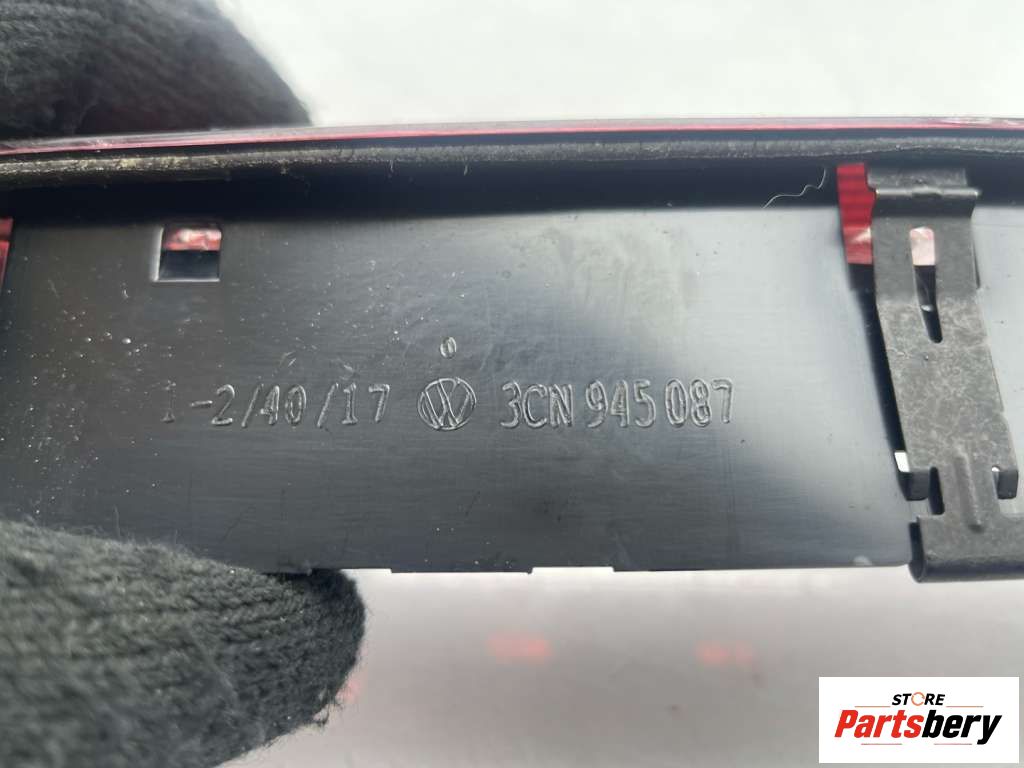 1-2/40/17 VW 3CN 945 087
STORE
Partsbery